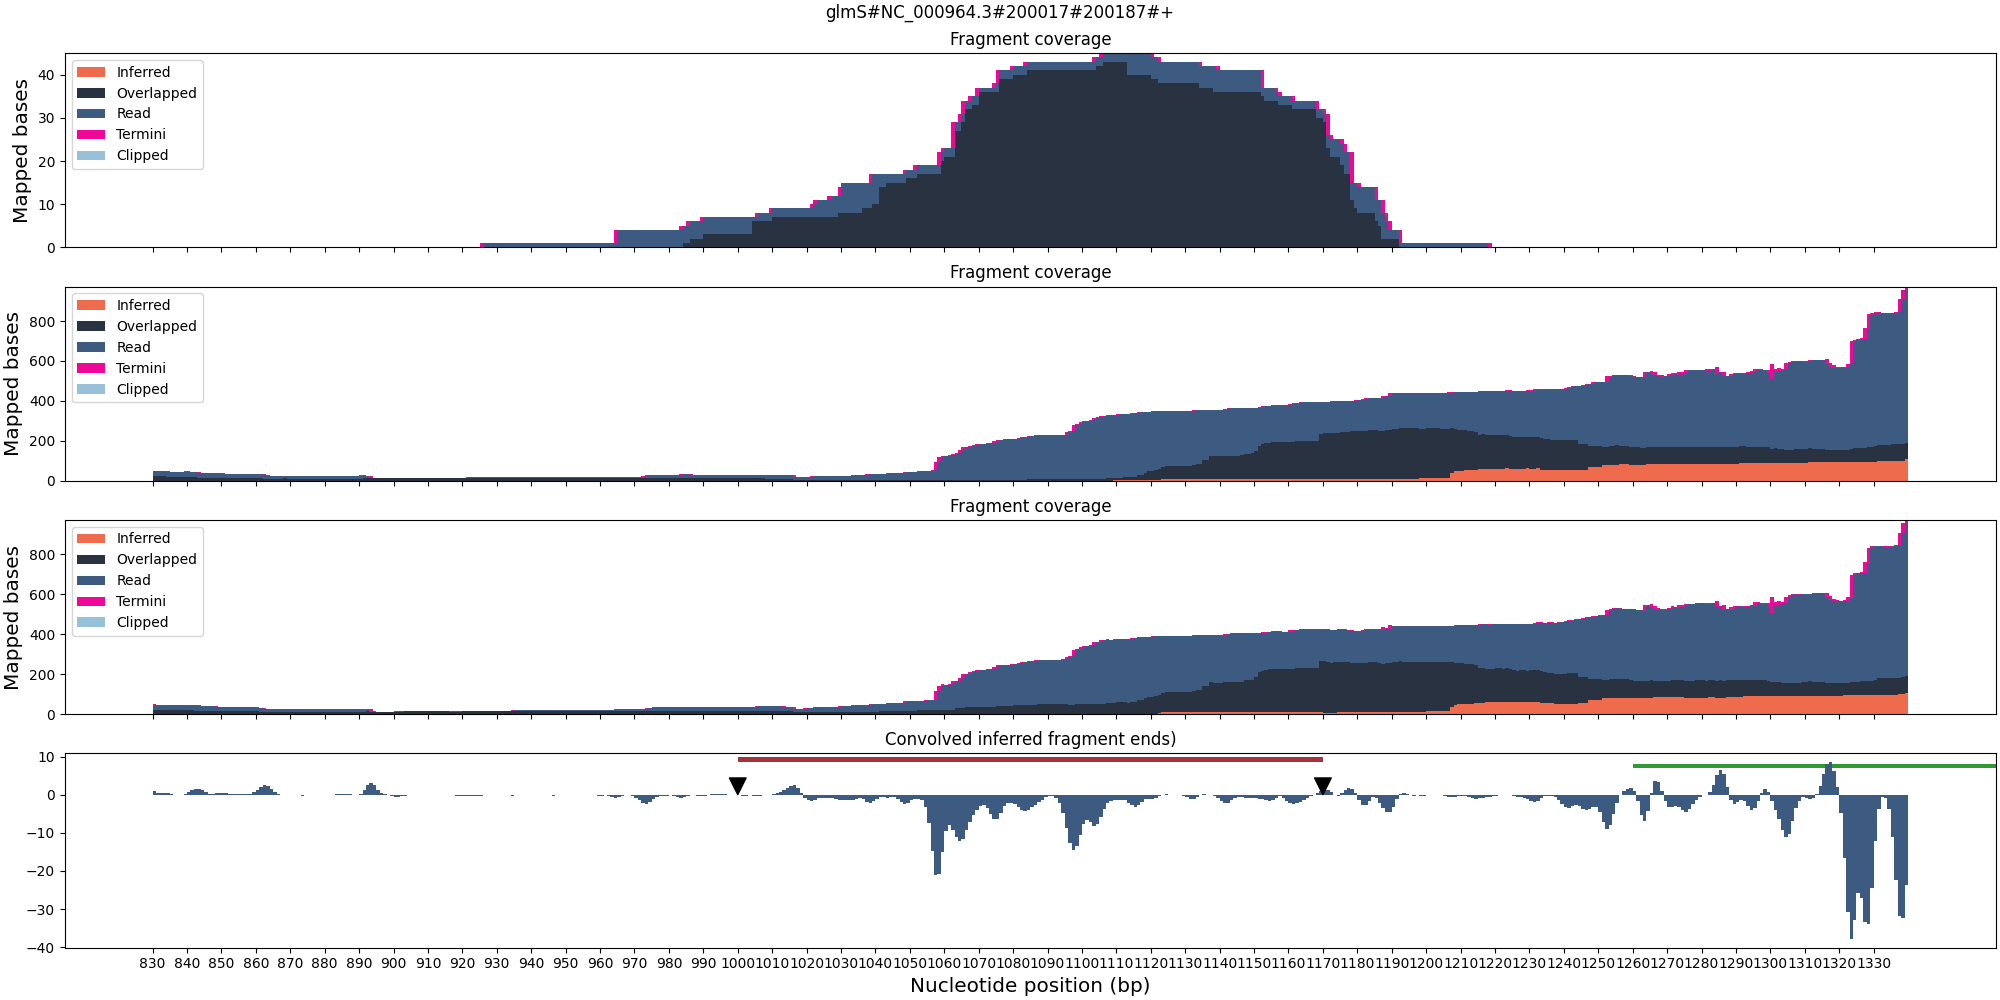 glmS#NC_000964.3#200017#200187#+
Fragment coverage
Mapped bases
40
30
20
10
0
Inferred
Overlapped
Read
Termini
Clipped
Fragment coverage
Mapped bases
800
600
400
200
0
Inferred
Overlapped
Read
Termini
Clipped
Fragment coverage
Mapped bases
800
600
400
200
0
Inferred
Overlapped
Read
Termini
Clipped
Convolved inferred fragment ends)
10
0
−10
−20
−30
−40
830 840 850 860 870 880 890 900 910 920 930 940 950 960 970 980 990 1000 1010 1020 1030 1040 1050 1060 1070 1080 1090 1100 1110 1120 1130 1140 1150 1160 1170 1180 1190 1200 1210 1220 1230 1240 1250 1260 1270 1280 1290 1300 1310 1320 1330
Nucleotide position (bp)